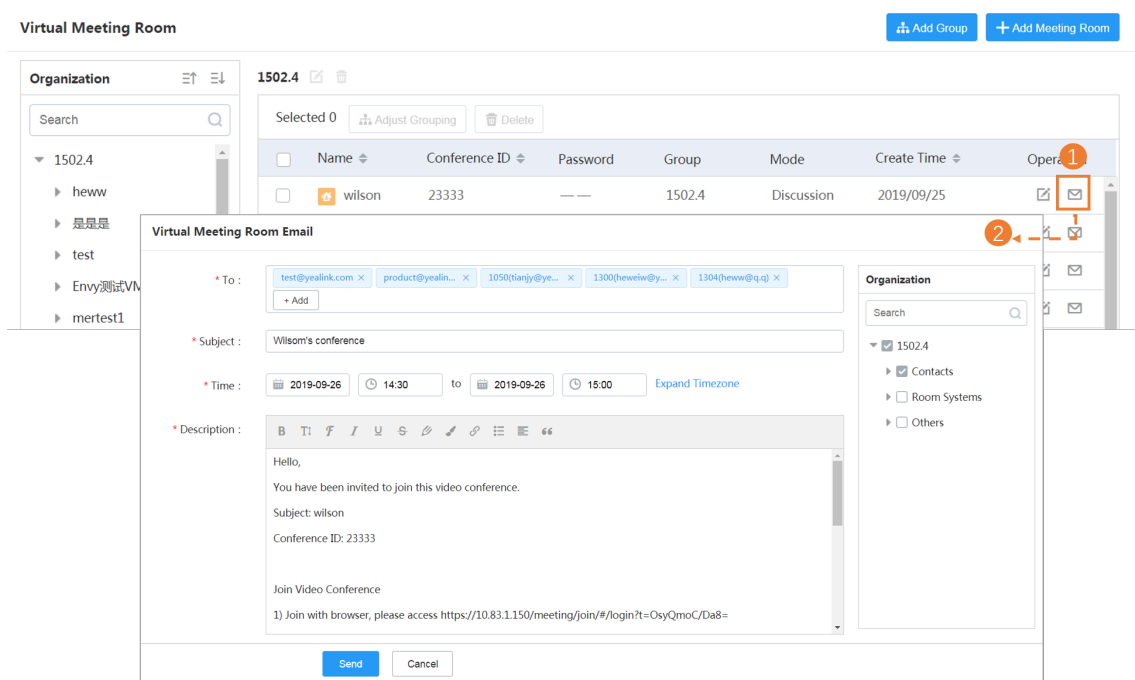 Virtual Meeting Room
Add Group
Add Meeting Room
Organization
1502.4
Search
Selected 0 Adjust Grouping Delete
1502.4
Name Conference ID Password Group Mode Create Time
1
heww
wilson 23333 —— 1502.4 Discussion 2019/09/25
是是是
2
test
Envy测试VM
mertest1
Virtual Meeting Room Email
* To : test@yealink.com × product@yealin... × 1050(tianjy@ye... × 1300(heweiw@y... × 1304(heww@q.q) ×
+ Add
* Subject : Wilsom's conference
* Time : 2019-09-26 14:30 to 2019-09-26 15:00 Expand Timezone
* Description :
Hello,
You have been invited to join this video conference.
Subject: wilson
Conference ID: 23333
Join Video Conference
1) Join with browser, please access https://10.83.1.150/meeting/join/#/login?t=OsyQmoC/Da8=
Organization
Search
1502.4
Contacts
Room Systems
Others
Send Cancel